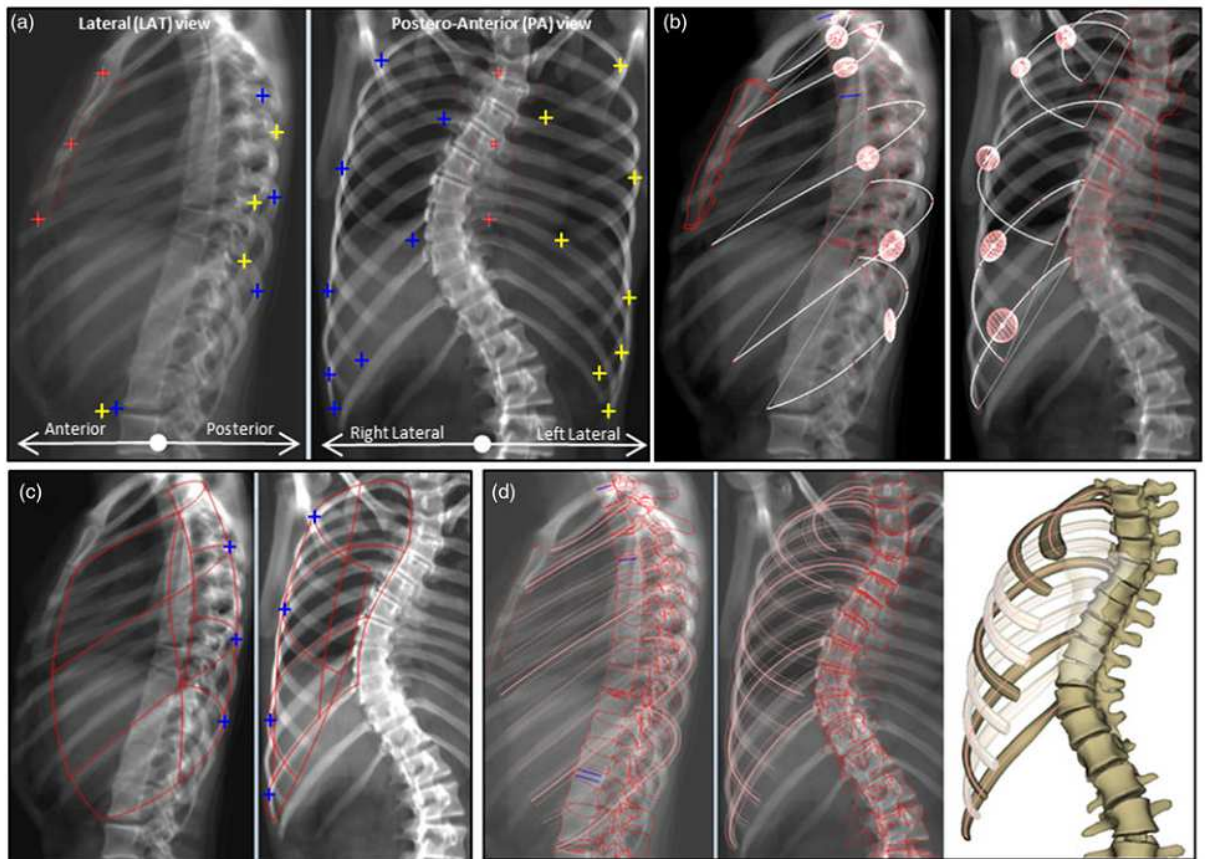 (a)
Lateral (LAT) view
Postero-Anterior (PA) view
Anterior
Posterior
Right Lateral
Left Lateral
(b)
(c)
(d)